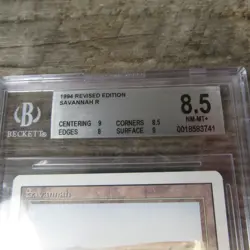 1994 REVISED EDITION
SAVANNAH R
8.5
NM-MT+
CENTERING 9 CORNERS 8.5
EDGES 8 SURFACE 9
0016583741
BECKETT
Savannah